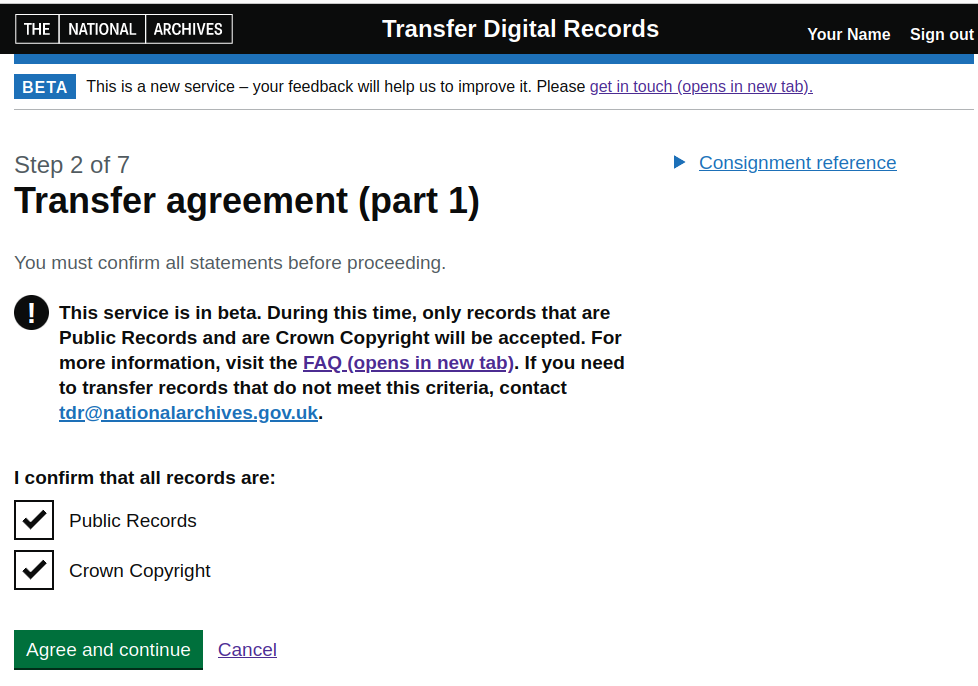 THE NATIONAL ARCHIVES
Transfer Digital Records
Your Name Sign out
BETA This is a new service – your feedback will help us to improve it. Please get in touch (opens in new tab).
Step 2 of 7
Consignment reference
Transfer agreement (part 1)
You must confirm all statements before proceeding.
! This service is in beta. During this time, only records that are
Public Records and are Crown Copyright will be accepted. For
more information, visit the FAQ (opens in new tab). If you need
to transfer records that do not meet this criteria, contact
tdr@nationalarchives.gov.uk.
I confirm that all records are:
Public Records
Crown Copyright
Agree and continue Cancel